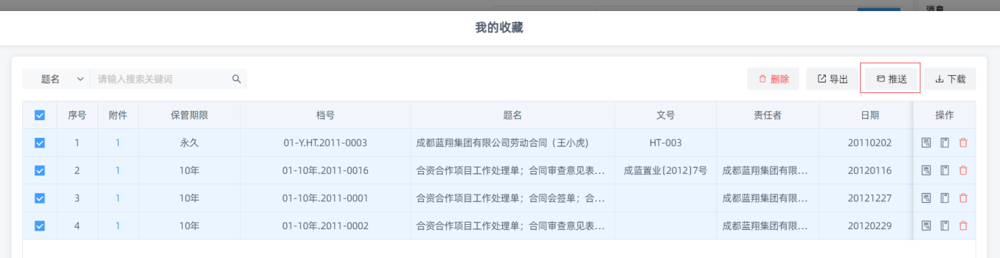 消息
我的收藏
题名 请输入搜索关键词 删除 导出 推送 下载
序号 附件 保管期限 档号 题名 文号 责任者 日期 操作
1 1 永久 01-Y.HT.2011-0003 成都蓝翔集团有限公司劳动合同（王小虎) HT-003 20110202
2 1 10年 01-10年.2011-0016 合资合作项目工作处理单；合同审查意见表... 成蓝置业[2012]7号 成都蓝翔集团有限... 20120116
3 1 10年 01-10年.2011-0001 合资合作项目工作处理单；合同会签单；合... 成都蓝翔集团有限... 20121227
4 1 10年 01-10年.2011-0002 合资合作项目工作处理单；合同审查意见表... 成都蓝翔集团有限... 20120229